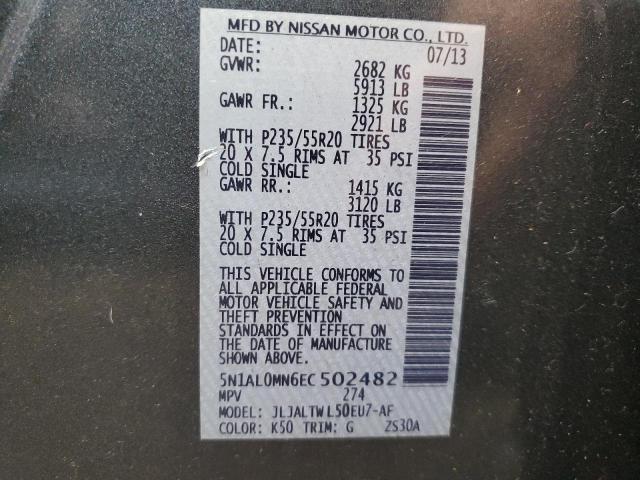 MFD BY NISSAN MOTOR CO., LTD.
DATE: 07/13
GVWR: 2682 KG
5913 LB
GAWR FR.: 1325 KG
2921 LB
WITH P235/55R20 TIRES
20 X 7.5 RIMS AT 35 PSI
COLD SINGLE
GAWR RR.: 1415 KG
3120 LB
WITH P235/55R20 TIRES
20 X 7.5 RIMS AT 35 PSI
COLD SINGLE
THIS VEHICLE CONFORMS TO
ALL APPLICABLE FEDERAL
MOTOR VEHICLE SAFETY AND
THEFT PREVENTION
STANDARDS IN EFFECT ON
THE DATE OF MANUFACTURE
SHOWN ABOVE.
5N1AL0MN6EC502482
MPV 274
MODEL: JLJALTWL50EU7-AF
COLOR: K50 TRIM: G ZS30A